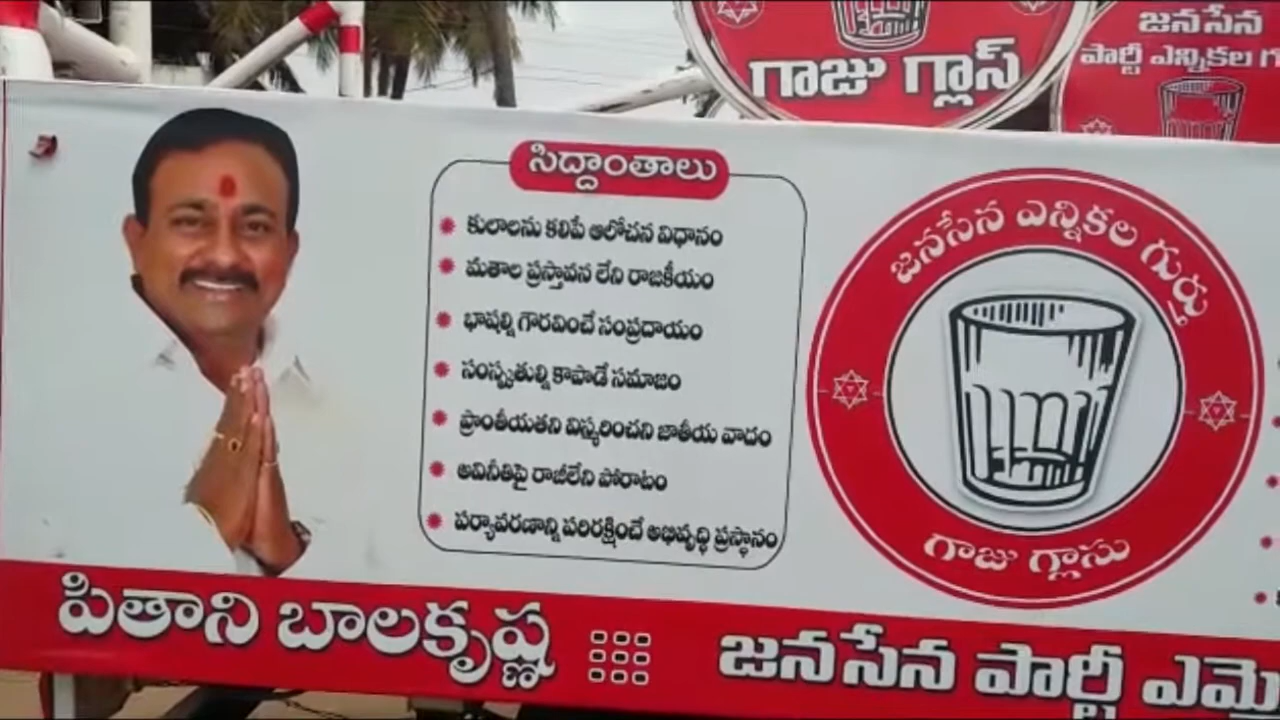 గాజు గ్లాస్
జనసేన
పార్టీ ఎన్నికల
సిద్ధాంతాలు
కులాలను కలిపే ఆలోచన విధానం
మతాల ప్రస్తావన లేని రాజకీయం
భాషల్ని గౌరవించే సంప్రదాయం
సంస్కృతుల్ని కాపాడే సమాజం
ప్రాంతీయతని విస్మరించని జాతీయ వాదం
అవినీతిపై రాజీలేని పోరాటం
పర్యావరణాన్ని పరిరక్షించే అభివృద్ధి ప్రస్థానం
జనసేన ఎన్నికల గుర్తు
గాజు గ్లాసు
పితాని బాలకృష్ణ
జనసేన పార్టీ